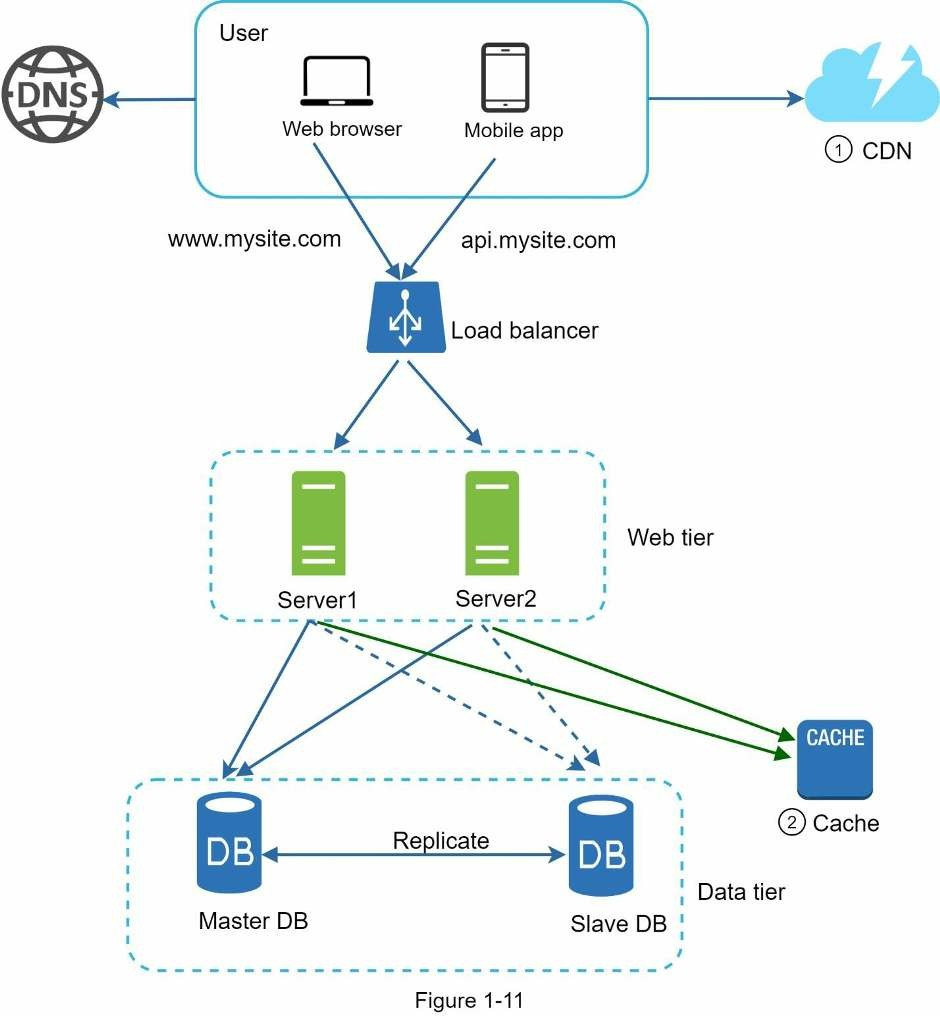 User
DNS
Web browser
Mobile app
1 CDN
www.mysite.com
api.mysite.com
Load balancer
Web tier
Server1
Server2
CACHE
2 Cache
DB
Replicate
DB
Data tier
Master DB
Slave DB
Figure 1-11